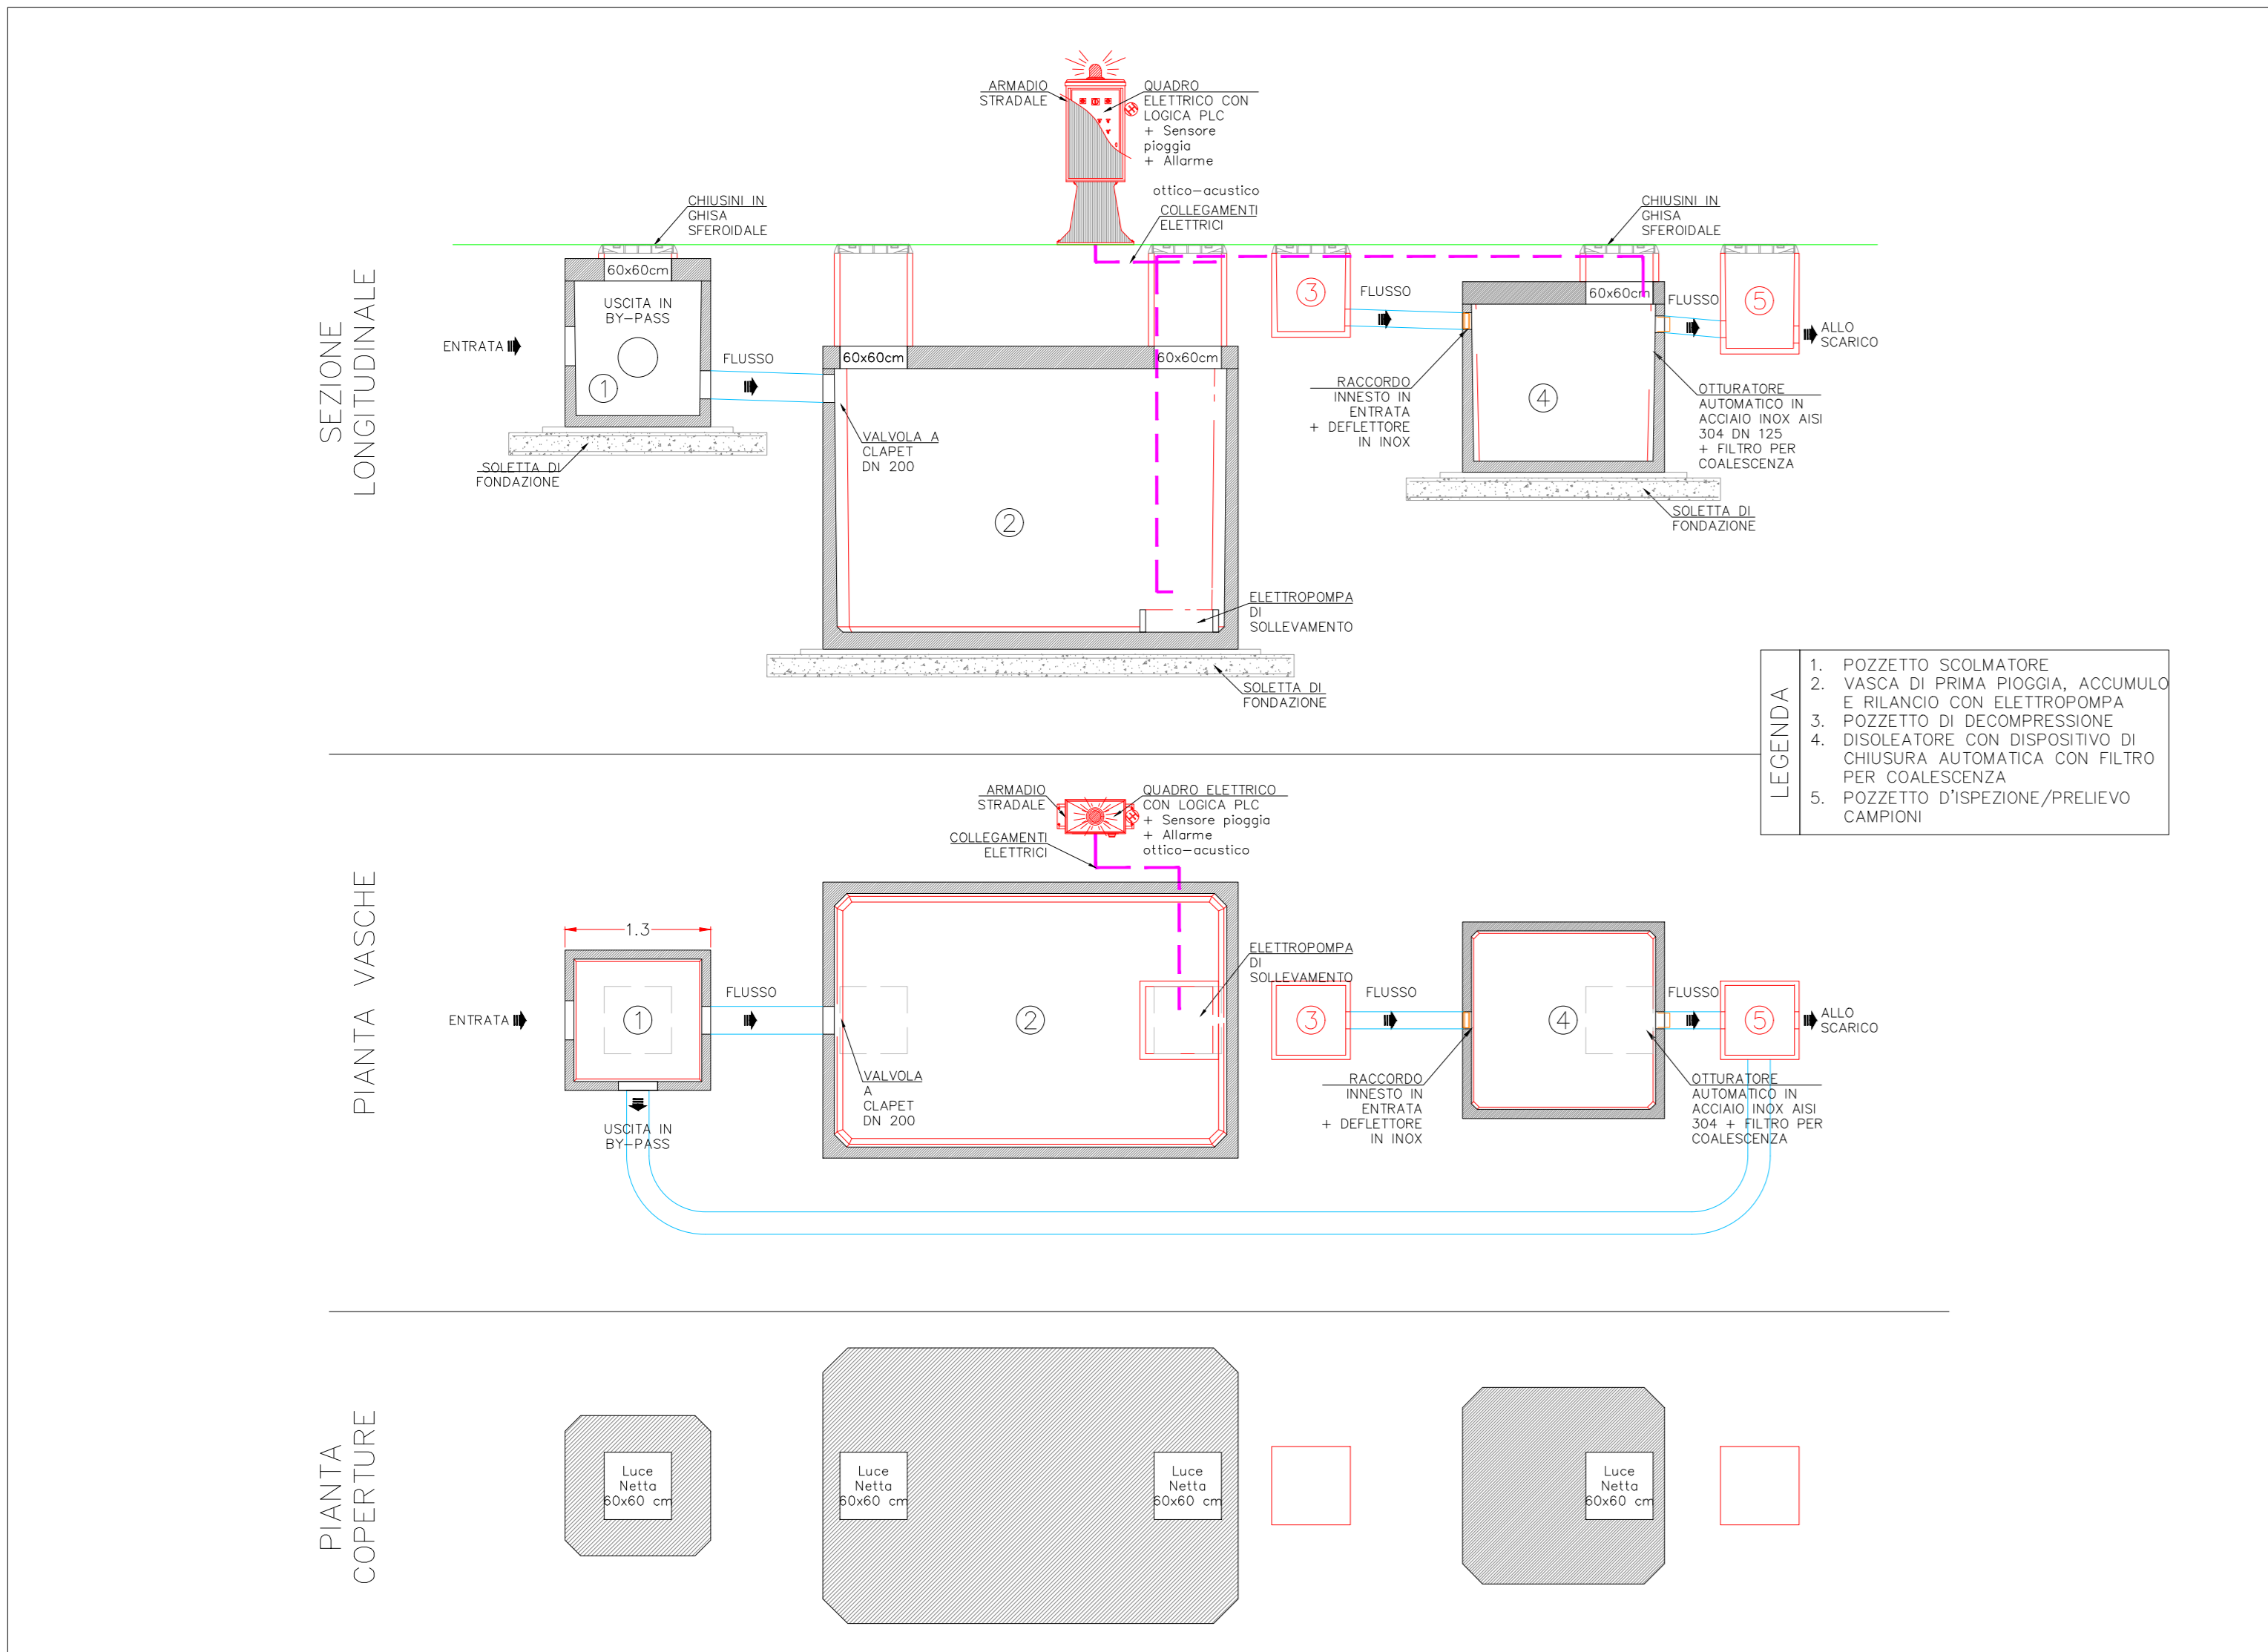 SEZIONE
LONGITUDINALE
ARMADIO
STRADALE
QUADRO
ELETTRICO CON
LOGICA PLC
+ Sensore
pioggia
+ Allarme
ottico-acustico
COLLEGAMENTI
ELETTRICI
CHIUSINI IN
GHISA
SFEROIDALE
CHIUSINI IN
GHISA
SFEROIDALE
60x60cm
USCITA IN
BY-PASS
ENTRATA
1
FLUSSO
SOLETTA DI
FONDAZIONE
60x60cm
60x60cm
VALVOLA A
CLAPET
DN 200
2
ELETTROPOMPA
DI
SOLLEVAMENTO
SOLETTA DI
FONDAZIONE
3
FLUSSO
RACCORDO
INNESTO IN
ENTRATA
+ DEFLETTORE
IN INOX
60x60cm
4
FLUSSO
5
ALLO
SCARICO
OTTURATORE
AUTOMATICO IN
ACCIAIO INOX AISI
304 DN 125
+ FILTRO PER
COALESCENZA
SOLETTA DI
FONDAZIONE
LEGENDA
1. POZZETTO SCOLMATORE
2. VASCA DI PRIMA PIOGGIA, ACCUMULO
E RILANCIO CON ELETTROPOMPA
3. POZZETTO DI DECOMPRESSIONE
4. DISOLEATORE CON DISPOSITIVO DI
CHIUSURA AUTOMATICA CON FILTRO
PER COALESCENZA
5. POZZETTO D'ISPEZIONE/PRELIEVO
CAMPIONI
PIANTA VASCHE
ARMADIO
STRADALE
QUADRO ELETTRICO
CON LOGICA PLC
+ Sensore pioggia
+ Allarme
ottico-acustico
COLLEGAMENTI
ELETTRICI
1.3
ENTRATA
1
FLUSSO
USCITA IN
BY-PASS
VALVOLA
A
CLAPET
DN 200
2
ELETTROPOMPA
DI
SOLLEVAMENTO
3
FLUSSO
RACCORDO
INNESTO IN
ENTRATA
+ DEFLETTORE
IN INOX
4
FLUSSO
5
ALLO
SCARICO
OTTURATORE
AUTOMATICO IN
ACCIAIO INOX AISI
304 + FILTRO PER
COALESCENZA
PIANTA
COPERTURE
Luce
Netta
60x60 cm
Luce
Netta
60x60 cm
Luce
Netta
60x60 cm
Luce
Netta
60x60 cm